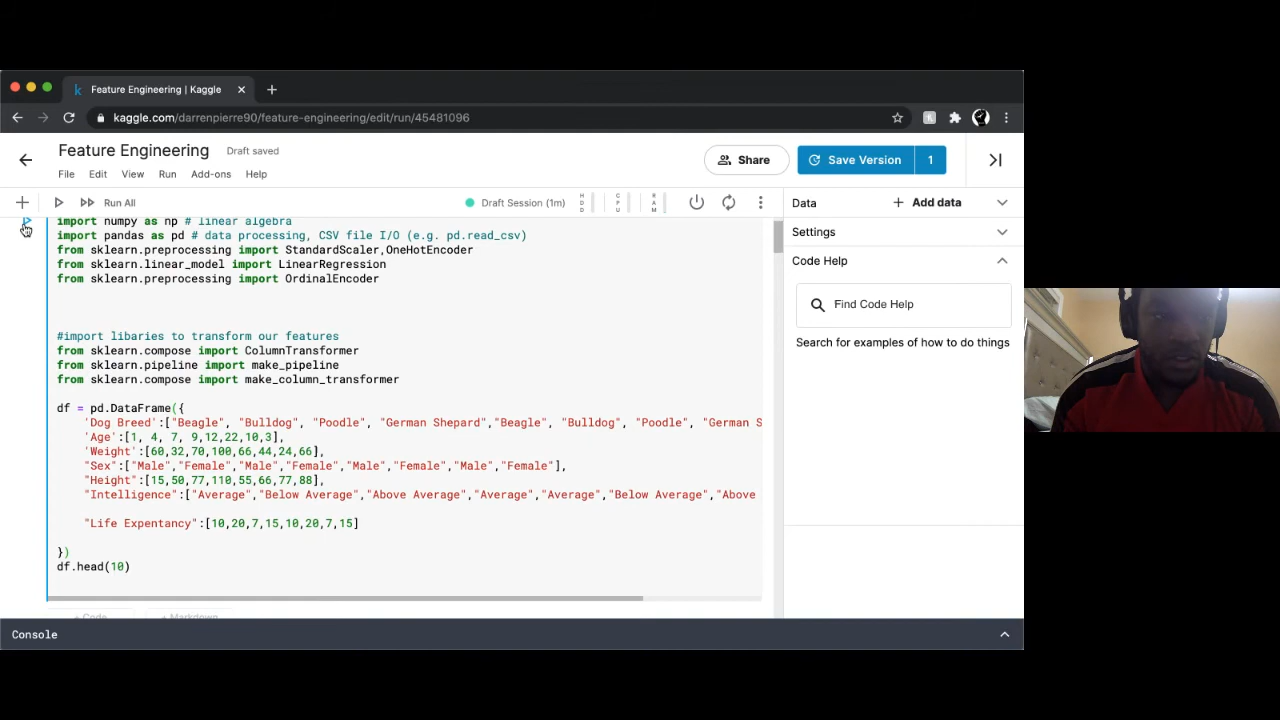 Feature Engineering | Kaggle
kaggle.com/darrenpierre90/feature-engineering/edit/run/45481096
Feature Engineering Draft saved
Share
Save Version 1
File Edit View Run Add-ons Help
Run All
Draft Session (1m)
HDD
CPU
RAM
Data
Add data
import numpy as np # linear algebra
import pandas as pd # data processing, CSV file I/O (e.g. pd.read_csv)
from sklearn.preprocessing import StandardScaler,OneHotEncoder
from sklearn.linear_model import LinearRegression
from sklearn.preprocessing import OrdinalEncoder
#import libaries to transform our features
from sklearn.compose import ColumnTransformer
from sklearn.pipeline import make_pipeline
from sklearn.compose import make_column_transformer
df = pd.DataFrame({
'Dog Breed':["Beagle", "Bulldog", "Poodle", "German Shepard","Beagle", "Bulldog", "Poodle", "German S
'Age':[1, 4, 7, 9,12,22,10,3],
'Weight':[60,32,70,100,66,44,24,66],
"Sex":["Male","Female","Male","Female","Male","Female","Male","Female"],
"Height":[15,50,77,110,55,66,77,88],
"Intelligence":["Average","Below Average","Above Average","Average","Average","Below Average","Above
"Life Expentancy":[10,20,7,15,10,20,7,15]
})
df.head(10)
+ Code
+ Markdown
Settings
Code Help
Find Code Help
Search for examples of how to do things
Console